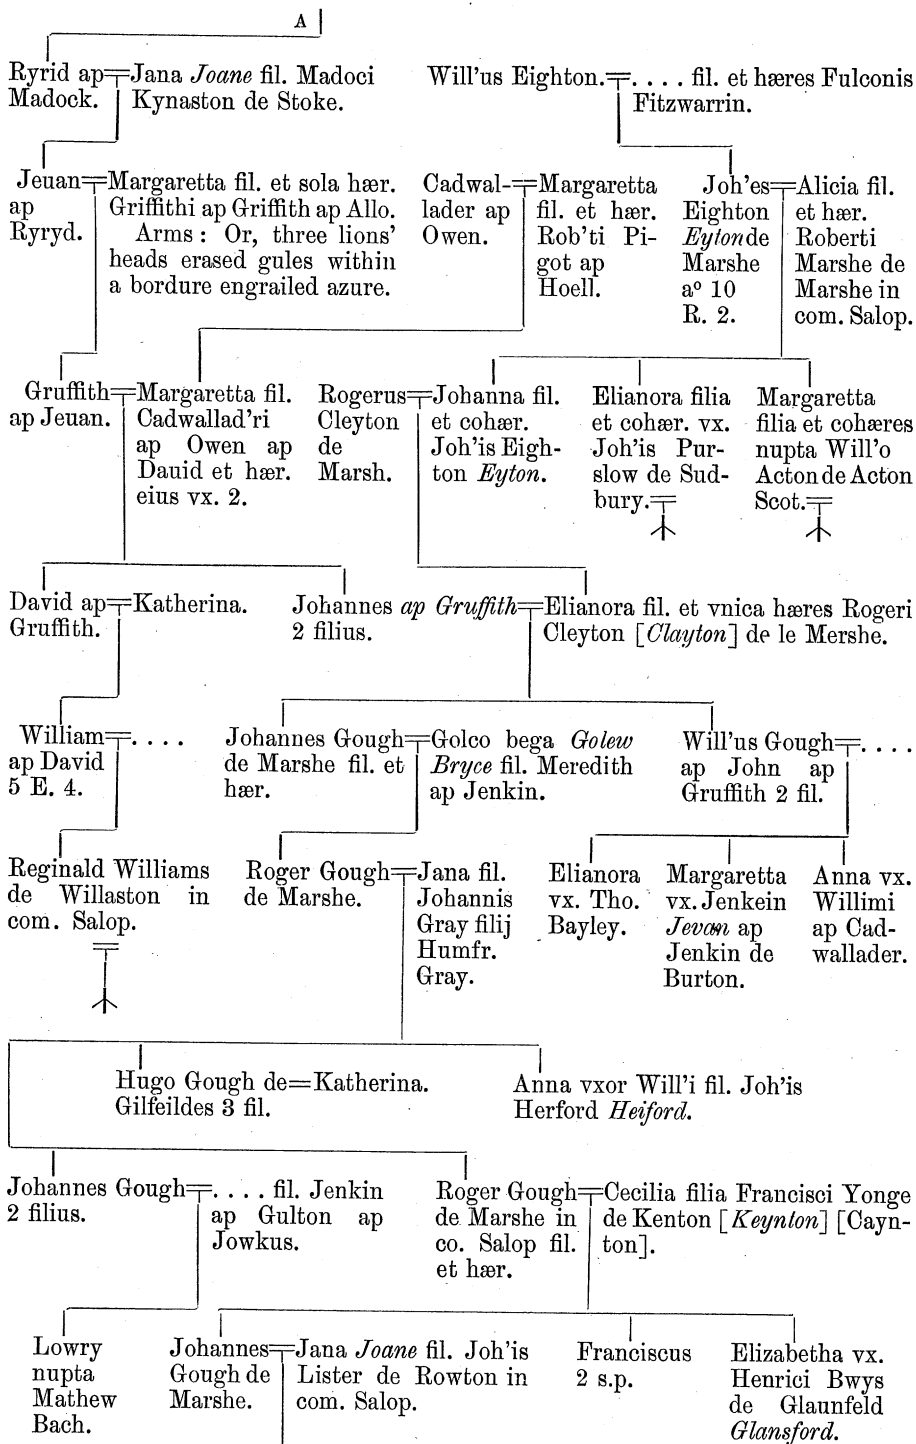 A
Ryrid ap
Madock.
Jana Joane fil. Madoci
Kynaston de Stoke.
Will'us Eighton.
. . . . fil. et hæres Fulconis
Fitzwarrin.
Jeuan
ap
Ryryd.
Margaretta fil. et sola hær.
Griffithi ap Griffith ap Allo.
Arms : Or, three lions'
heads erased gules within
a bordure engrailed azure.
Cadwal-
lader ap
Owen.
Margaretta
fil. et hær.
Rob'ti Pi-
got ap
Hoell.
Joh'es
Eighton
Eyton de
Marshe
aº 10
R. 2.
Alicia fil.
et hær.
Roberti
Marshe de
Marshe in
com. Salop.
Gruffith
ap Jeuan.
Margaretta fil.
Cadwallad'ri
ap Owen ap
Dauid et hær.
eius vx. 2.
Rogerus
Cleyton
de
Marsh.
Johanna fil.
et cohær.
Joh'is Eigh-
ton Eyton.
Elianora filia
et cohær. vx.
Joh'is Pur-
slow de Sud-
bury.
Margaretta
filia et cohæres
nupta Will'o
Acton de Acton
Scot.
David ap
Gruffith.
Katherina.
Johannes ap Gruffith
2 filius.
Elianora fil. et vnica hæres Rogeri
Cleyton [Clayton] de le Mershe.
William
ap David
5 E. 4.
. . . .
Johannes Gough
de Marshe fil. et
hær.
Golco bega Golew
Bryce fil. Meredith
ap Jenkin.
Will'us Gough
ap John ap
Gruffith 2 fil.
. . . .
Reginald Williams
de Willaston in
com. Salop.
Roger Gough
de Marshe.
Jana fil.
Johannis
Gray filij
Humfr.
Gray.
Elianora
vx. Tho.
Bayley.
Margaretta
vx. Jenkein
Jevan ap
Jenkin de
Burton.
Anna vx.
Willimi
ap Cad-
wallader.
Hugo Gough de
Gilfeildes 3 fil.
Katherina.
Anna vxor Will'i fil. Joh'is
Herford Heiford.
Johannes Gough
2 filius.
. . . . fil. Jenkin
ap Gulton ap
Jowkus.
Roger Gough
de Marshe in
co. Salop fil.
et hær.
Cecilia filia Francisci Yonge
de Kenton [Keynton] [Cayn-
ton].
Lowry
nupta
Mathew
Bach.
Johannes
Gough de
Marshe.
Jana Joane fil. Joh'is
Lister de Rowton in
com. Salop.
Franciscus
2 s.p.
Elizabetha vx.
Henrici Bwys
de Glaunfeld
Glansford.